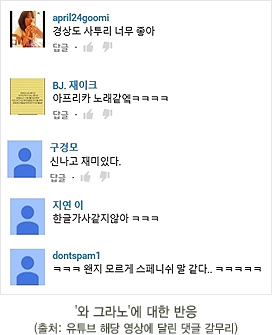 april24goomi
경상도 사투리 너무 좋아
답글 ·
BJ. 재이크
아프리카 노래같엨ㅋㅋㅋㅋ
답글 ·
구경모
신나고 재미있다.
답글 ·
지연 이
한글가사같지않아 ㅋㅋㅋ
dontspam1
ㅋㅋㅋ 왠지 모르게 스페니쉬 말 같다.. ㅋㅋㅋㅋㅋ
'와 그라노'에 대한 반응
(출처: 유튜브 해당 영상에 달린 댓글 갈무리)